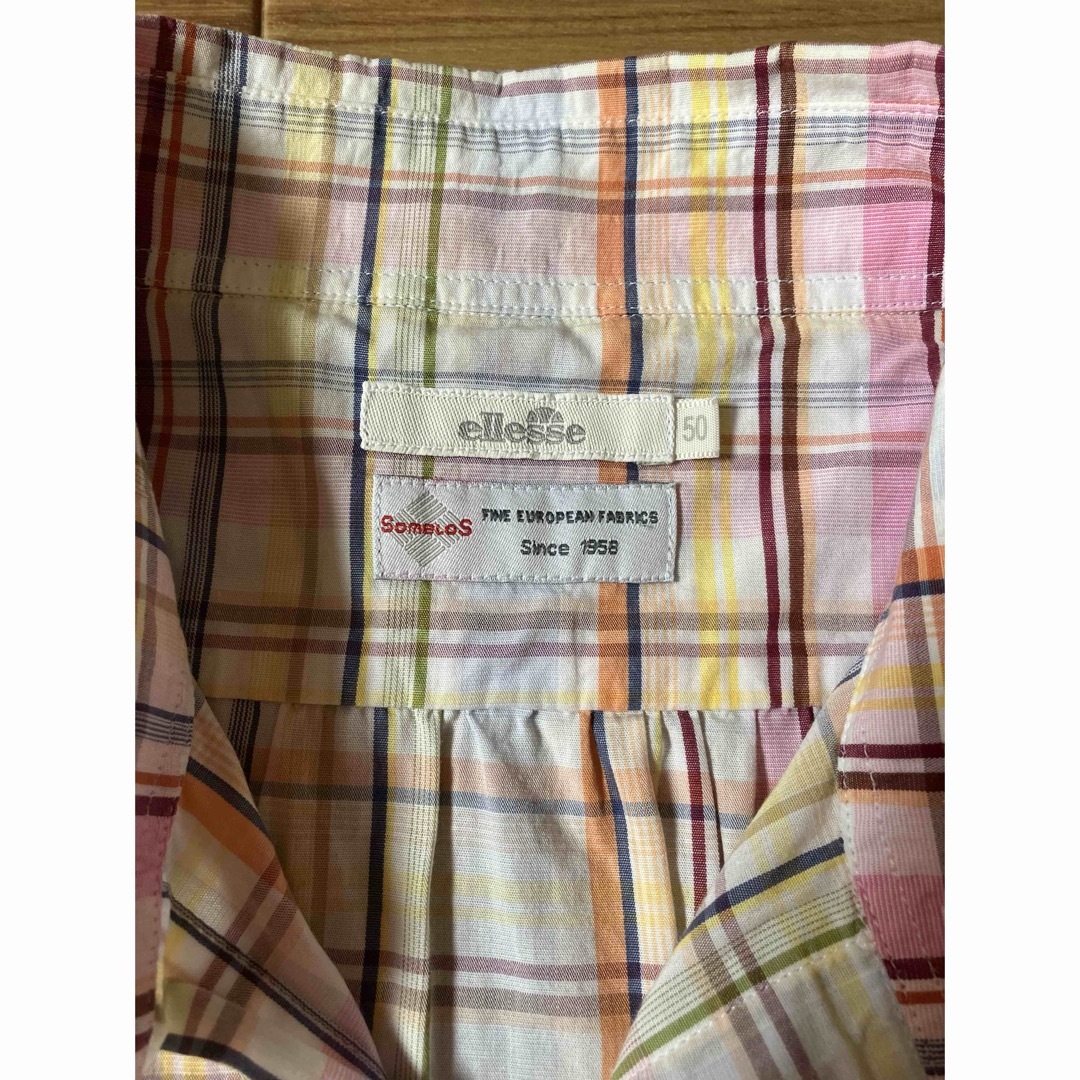 ellesse
50
SOMELOS
FINE EUROPEAN FABRICS
Since 1958